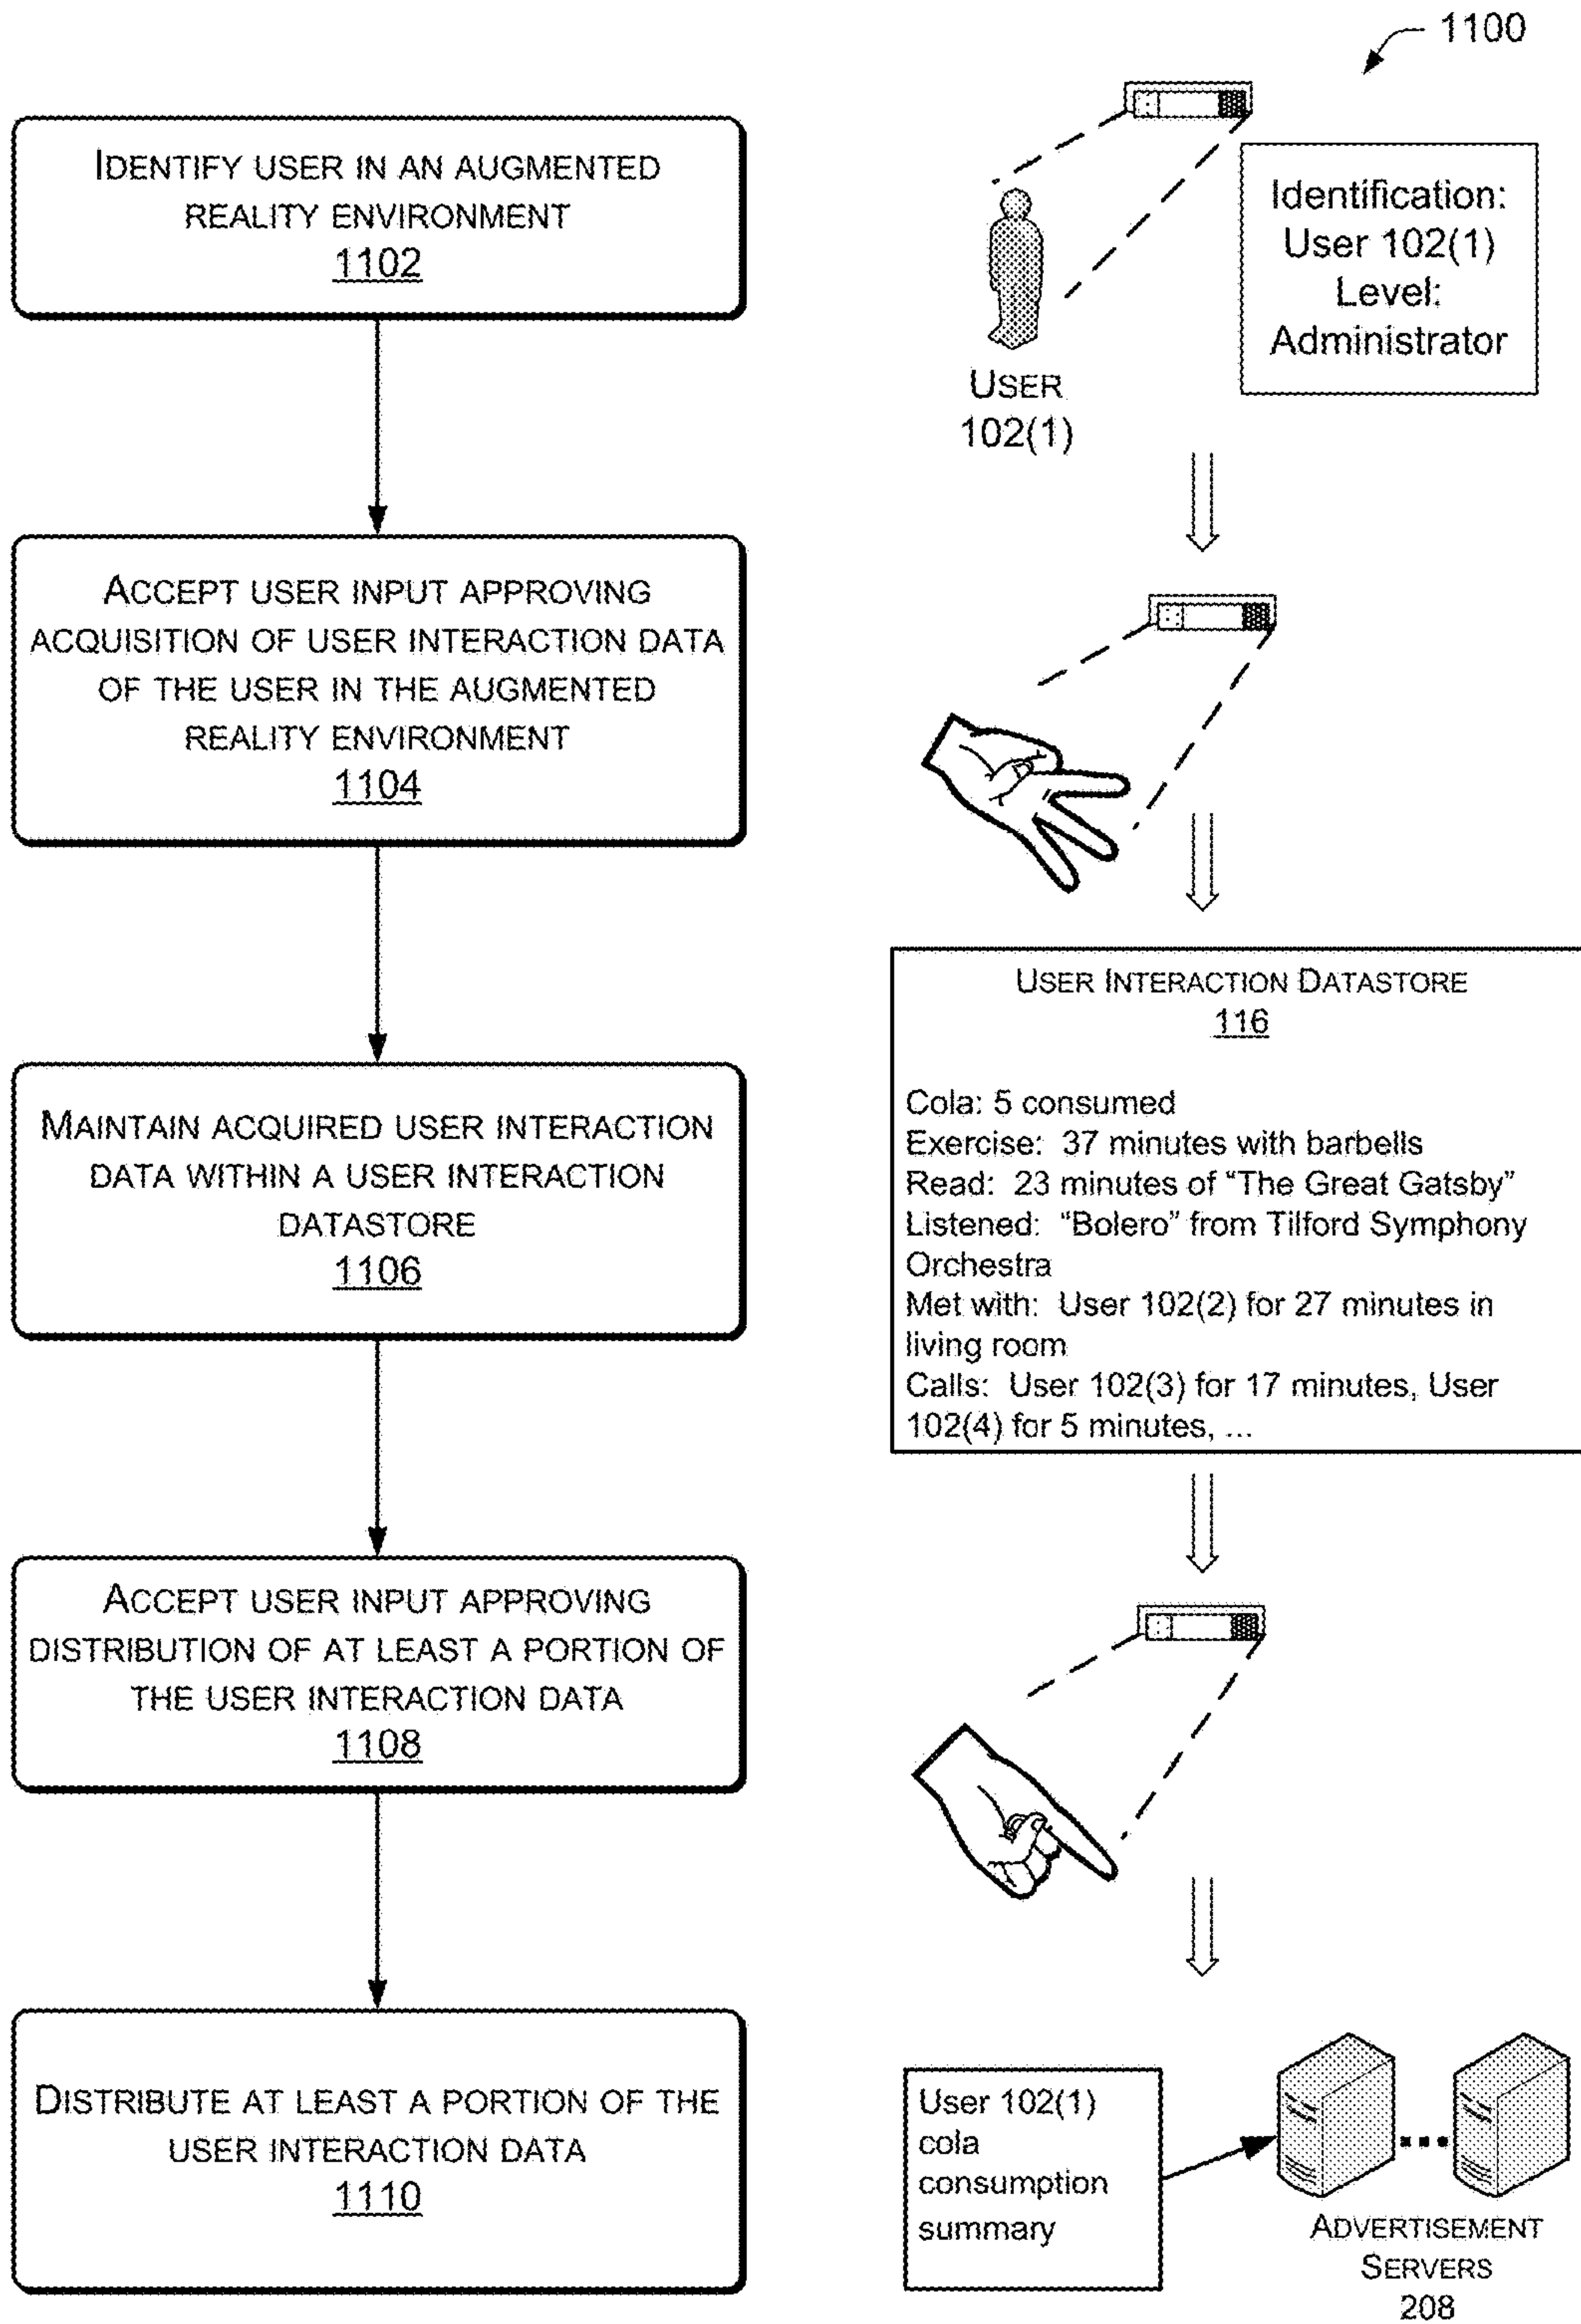 1100
IDENTIFY USER IN AN AUGMENTED
REALITY ENVIRONMENT
1102
Identification:
User 102(1)
Level:
Administrator
USER
102(1)
ACCEPT USER INPUT APPROVING
ACQUISITION OF USER INTERACTION DATA
OF THE USER IN THE AUGMENTED
REALITY ENVIRONMENT
1104
MAINTAIN ACQUIRED USER INTERACTION
DATA WITHIN A USER INTERACTION
DATASTORE
1106
USER INTERACTION DATASTORE
116
Cola: 5 consumed
Exercise: 37 minutes with barbells
Read: 23 minutes of “The Great Gatsby”
Listened: “Bolero” from Tilford Symphony
Orchestra
Met with: User 102(2) for 27 minutes in
living room
Calls: User 102(3) for 17 minutes, User
102(4) for 5 minutes, ...
ACCEPT USER INPUT APPROVING
DISTRIBUTION OF AT LEAST A PORTION OF
THE USER INTERACTION DATA
1108
DISTRIBUTE AT LEAST A PORTION OF THE
USER INTERACTION DATA
1110
User 102(1)
cola
consumption
summary
ADVERTISEMENT
SERVERS
208